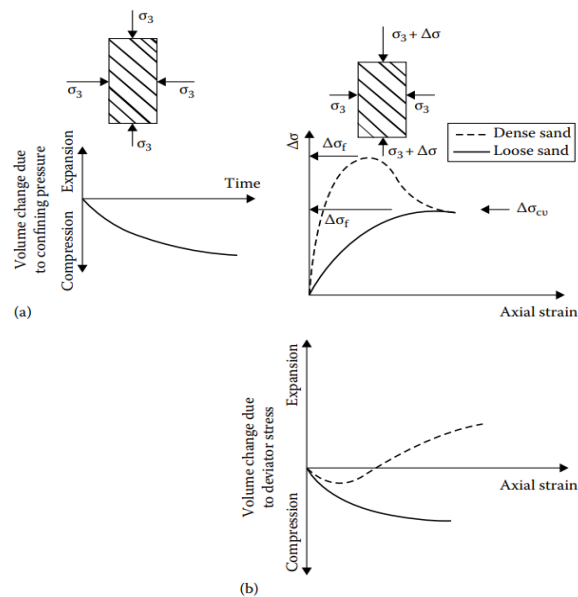 σ₃
σ₃
σ₃
σ₃
Volume change due
to confining pressure
Expansion
Compression
Time
(a)
σ₃ + Δσ
σ₃
σ₃
σ₃ + Δσ
Dense sand
Loose sand
Δσ
Δσf
Δσf
Δσcv
Axial strain
Volume change due
to deviator stress
Expansion
Compression
Axial strain
(b)